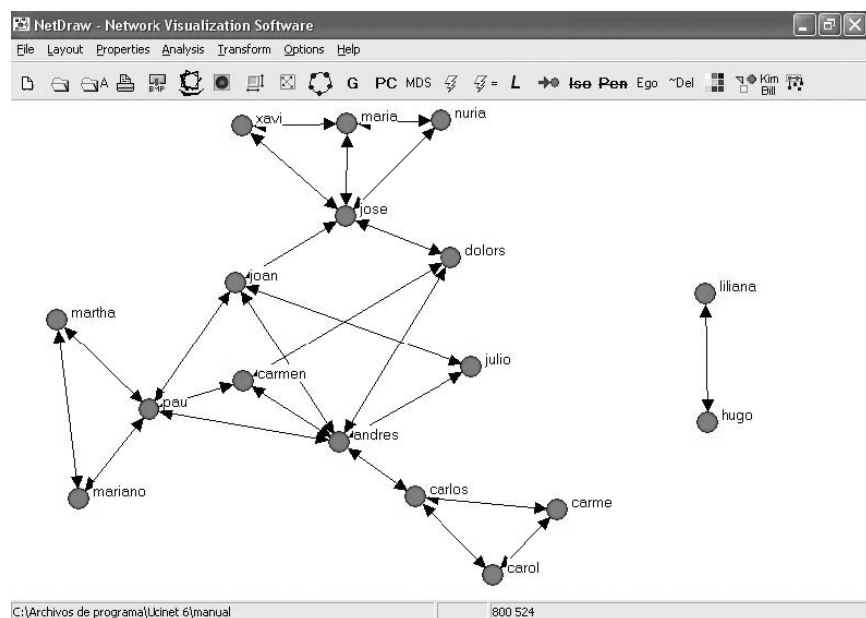 NetDraw - Network Visualization Software
File Layout Properties Analysis Transform Options Help
A BMP G PC MDS = L Iso Pen Ego ~Del Kim Bill
xavi maria nuria
jose
dolors
joan
liliana
martha
julio
carmen
pau
hugo
andres
mariano carlos
carme
carol
C:\Archivos de programa\Ucinet 6\manual 800 524